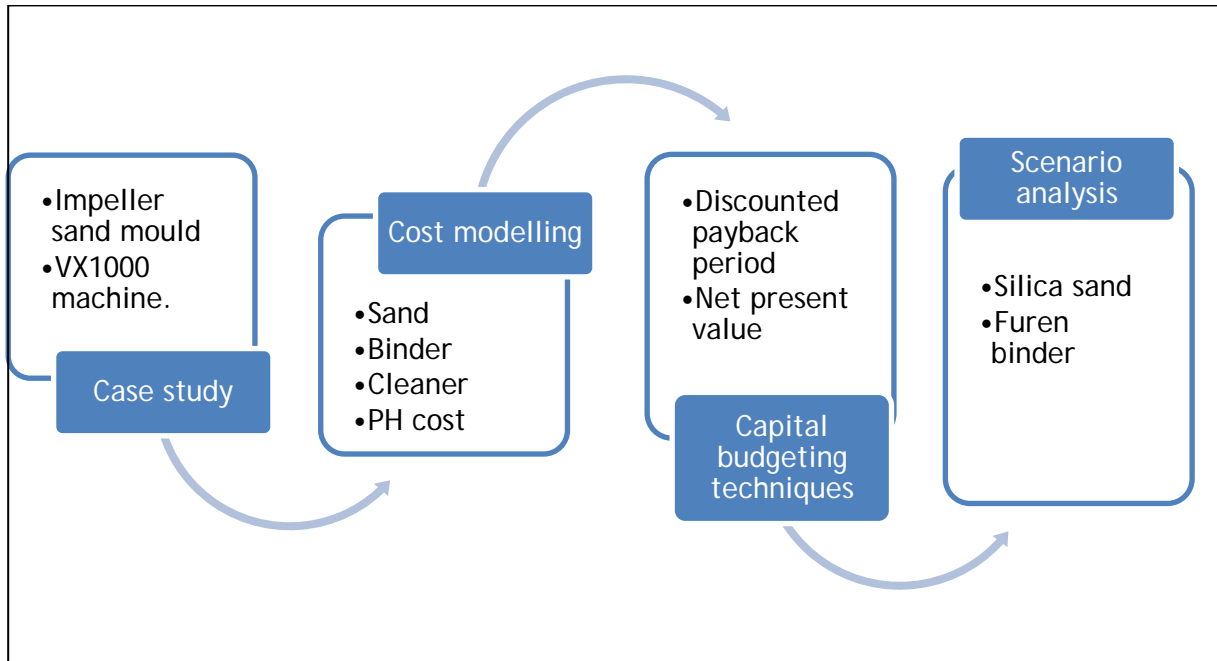 •Impeller
sand mould
•VX1000
machine.
Case study
Cost modelling
•Sand
•Binder
•Cleaner
•PH cost
•Discounted
payback
period
•Net present
value
Capital
budgeting
techniques
Scenario
analysis
•Silica sand
•Furen
binder